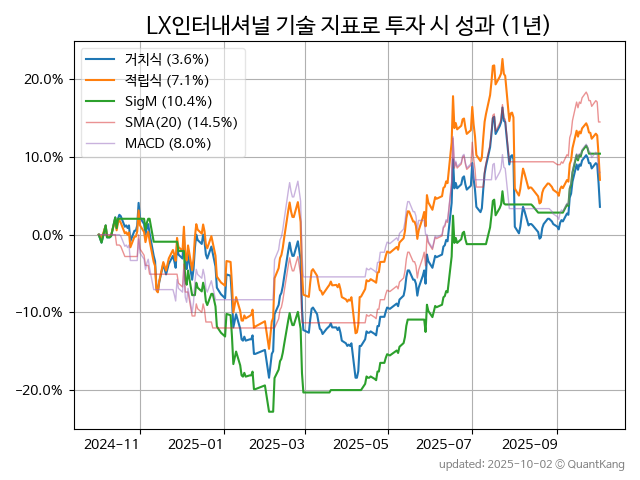 LX인터내셔널 기술 지표로 투자 시 성과 (1년)
거치식 (3.6%)
적립식 (7.1%)
SigM (10.4%)
SMA(20) (14.5%)
MACD (8.0%)
20.0%
10.0%
0.0%
−10.0%
−20.0%
2024-11 2025-01 2025-03 2025-05 2025-07 2025-09
updated: 2025-10-02 © QuantKang